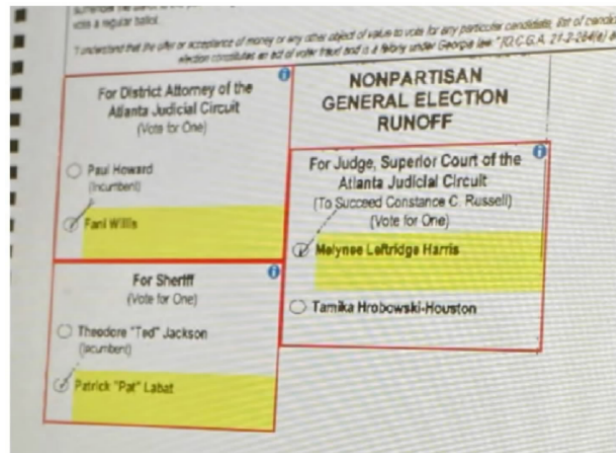 vote a regular ballot.
"I understand that the offer or acceptance of money or any other object of value to vote for any particular candidate, list of
election constitutes an act of voter fraud and is a felony under Georgia law." [O.C.G.A. 21-2-284(e)
For District Attorney of the
Atlanta Judicial Circuit
(Vote for One)
Paul Howard
(Incumbent)
Fani Willis
For Sheriff
(Vote for One)
Theodore "Ted" Jackson
(Incumbent)
Patrick "Pat" Labat
NONPARTISAN
GENERAL ELECTION
RUNOFF
For Judge, Superior Court of the
Atlanta Judicial Circuit
(To Succeed Constance C. Russell)
(Vote for One)
Melynee Leftridge Harris
Tamika Hrobowski-Houston